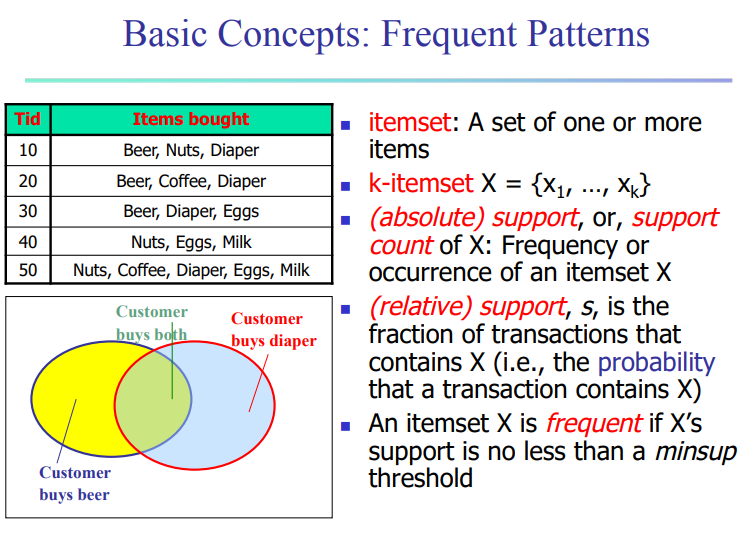 Basic Concepts: Frequent Patterns
Tid Items bought
10 Beer, Nuts, Diaper
20 Beer, Coffee, Diaper
30 Beer, Diaper, Eggs
40 Nuts, Eggs, Milk
50 Nuts, Coffee, Diaper, Eggs, Milk
Customer
buys both
Customer
buys diaper
Customer
buys beer
itemset: A set of one or more
items
k-itemset X = {x1, …, xk}
(absolute) support, or, support
count of X: Frequency or
occurrence of an itemset X
(relative) support, s, is the
fraction of transactions that
contains X (i.e., the probability
that a transaction contains X)
An itemset X is frequent if X’s
support is no less than a minsup
threshold